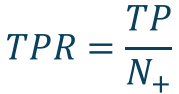 TPR = TP / N₊